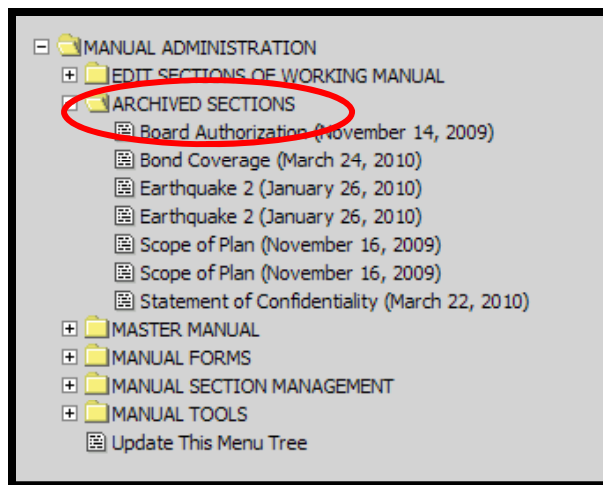 MANUAL ADMINISTRATION
EDIT SECTIONS OF WORKING MANUAL
ARCHIVED SECTIONS
Board Authorization (November 14, 2009)
Bond Coverage (March 24, 2010)
Earthquake 2 (January 26, 2010)
Earthquake 2 (January 26, 2010)
Scope of Plan (November 16, 2009)
Scope of Plan (November 16, 2009)
Statement of Confidentiality (March 22, 2010)
MASTER MANUAL
MANUAL FORMS
MANUAL SECTION MANAGEMENT
MANUAL TOOLS
Update This Menu Tree